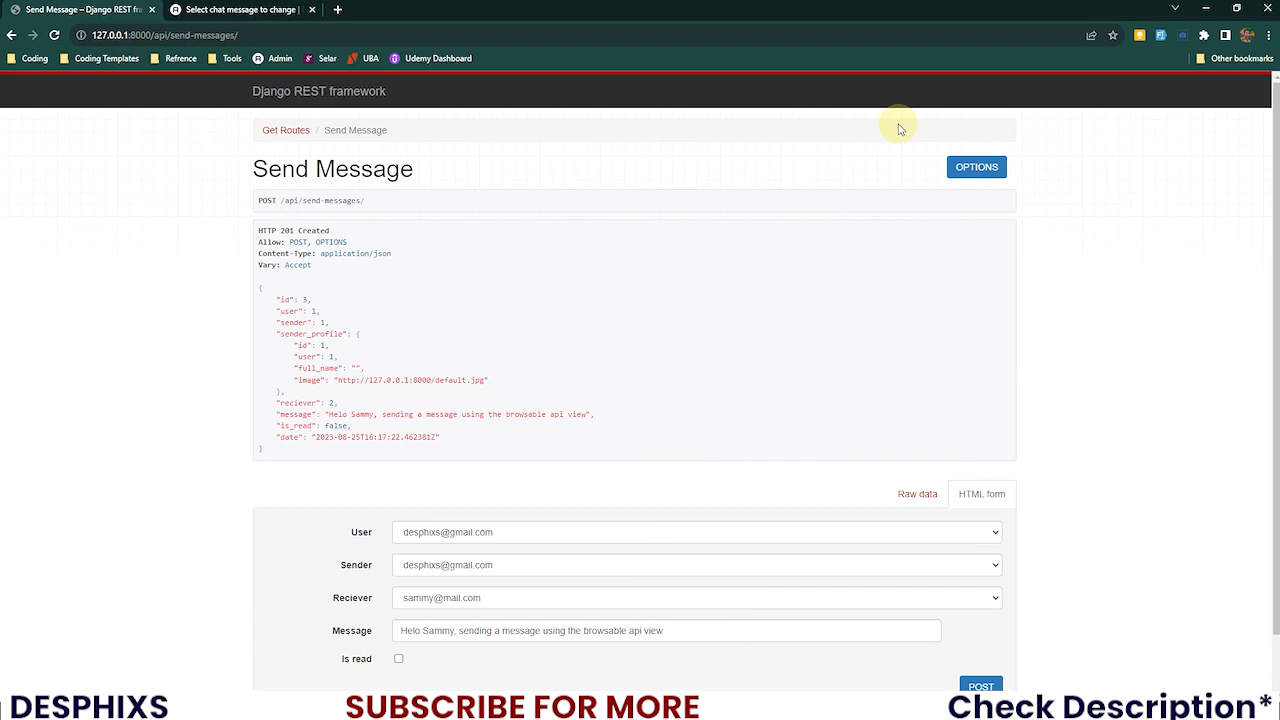 Send Message – Django REST fra
Select chat message to change |
127.0.0.1:8000/api/send-messages/
Coding
Coding Templates
Refrence
Tools
Admin
Selar
UBA
Udemy Dashboard
Other bookmarks
Django REST framework
Get Routes / Send Message
Send Message
OPTIONS
POST /api/send-messages/
HTTP 201 Created
Allow: POST, OPTIONS
Content-Type: application/json
Vary: Accept
{
"id": 3,
"user": 1,
"sender": 1,
"sender_profile": {
"id": 1,
"user": 1,
"full_name": "",
"image": "http://127.0.0.1:8000/default.jpg"
},
"reciever": 2,
"message": "Helo Sammy, sending a message using the browsable api view",
"is_read": false,
"date": "2023-08-25T16:17:22.462381Z"
}
Raw data
HTML form
User desphixs@gmail.com
Sender desphixs@gmail.com
Reciever sammy@mail.com
Message Helo Sammy, sending a message using the browsable api view
Is read
POST
DESPHIXS SUBSCRIBE FOR MORE Check Description*